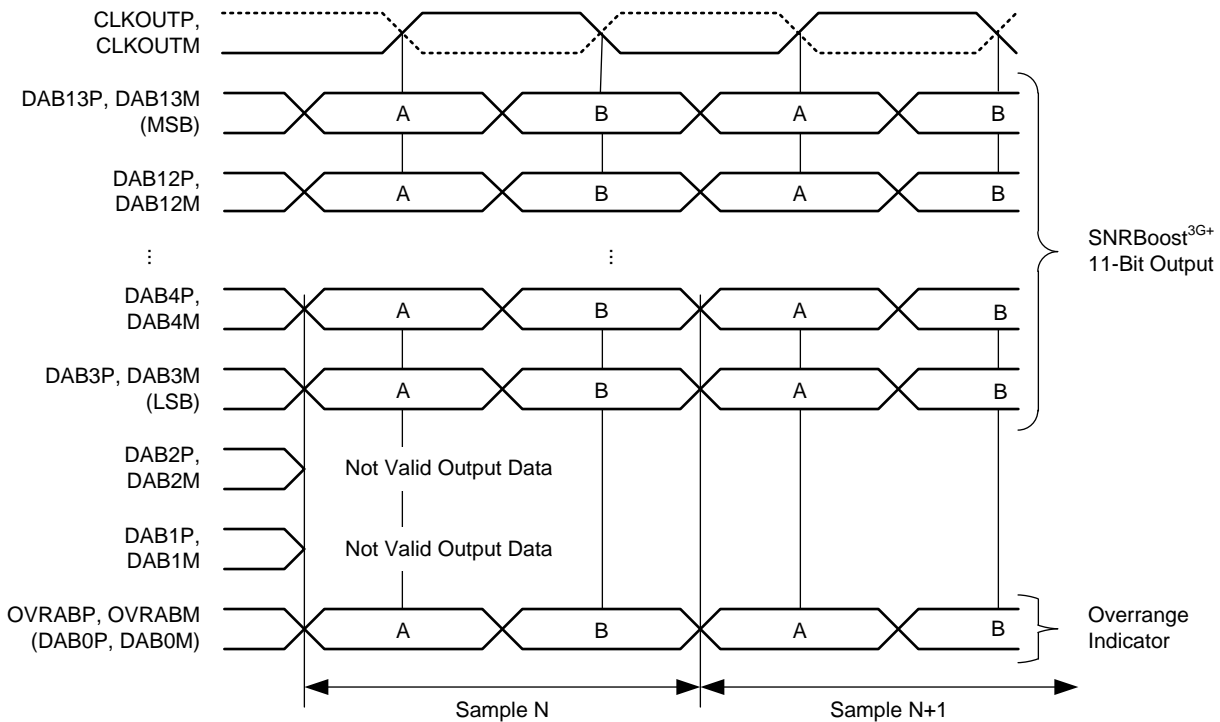 CLKOUTP,
CLKOUTM
DAB13P, DAB13M
(MSB)
A
B
A
B
DAB12P,
DAB12M
A
B
A
B
⋮
⋮
SNRBoost3G+
11-Bit Output
DAB4P,
DAB4M
A
B
A
B
DAB3P, DAB3M
(LSB)
A
B
A
B
DAB2P,
DAB2M
Not Valid Output Data
DAB1P,
DAB1M
Not Valid Output Data
OVRABP, OVRABM
(DAB0P, DAB0M)
A
B
A
B
Overrange
Indicator
Sample N
Sample N+1